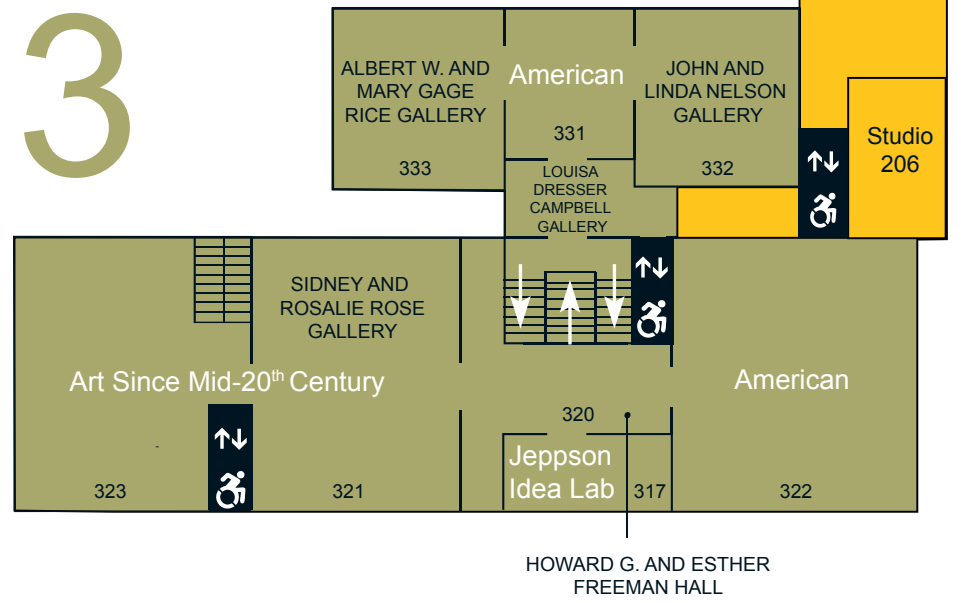 3
ALBERT W. AND
MARY GAGE
RICE GALLERY
333
American
331
JOHN AND
LINDA NELSON
GALLERY
332
Studio
206
LOUISA
DRESSER
CAMPBELL
GALLERY
SIDNEY AND
ROSALIE ROSE
GALLERY
Art Since Mid-20th Century
American
320
Jeppson
Idea Lab
317
323
321
322
HOWARD G. AND ESTHER
FREEMAN HALL